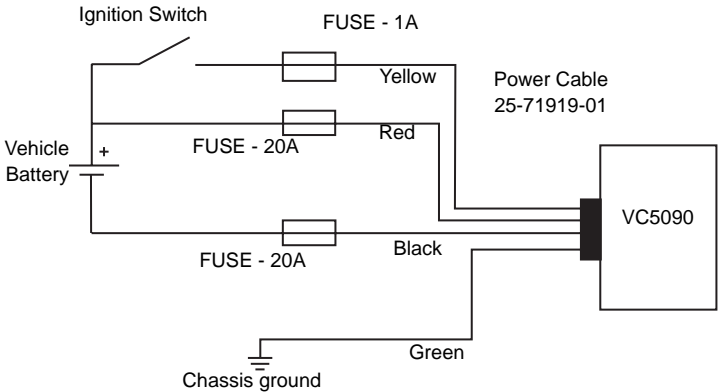 Ignition Switch
FUSE - 1A
Yellow
Power Cable
25-71919-01
Red
FUSE - 20A
Vehicle
Battery
+
VC5090
Black
FUSE - 20A
Green
Chassis ground